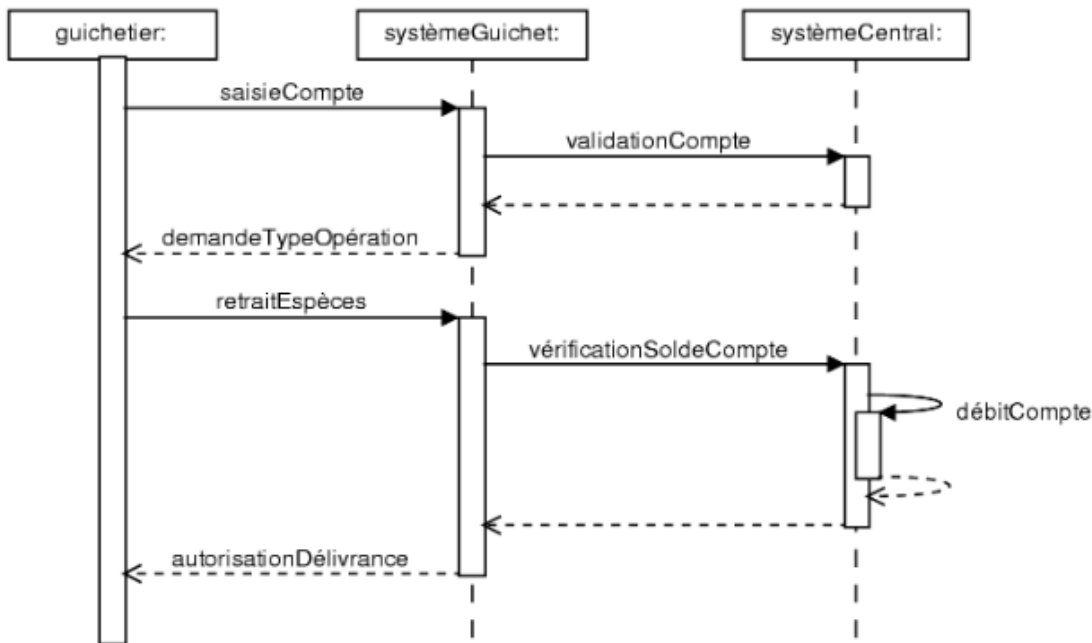 guichetier:
systèmeGuichet:
systèmeCentral:
saisieCompte
validationCompte
demandeTypeOpération
retraitEspèces
vérificationSoldeCompte
débitCompte
autorisationDélivrance